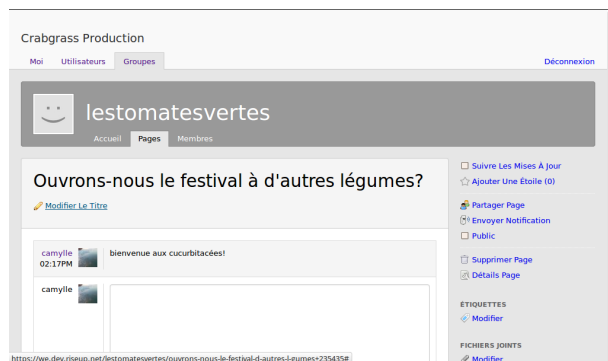 Crabgrass Production
Moi Utilisateurs Groupes Déconnexion
lestomatesvertes
Accueil Pages Membres
Ouvrons-nous le festival à d'autres légumes?
Modifier Le Titre
camylle bienvenue aux cucurbitacées!
02:17PM
camylle
Suivre Les Mises À Jour
Ajouter Une Étoile (0)
Partager Page
Envoyer Notification
Public
Supprimer Page
Détails Page
ÉTIQUETTES
Modifier
FICHIERS JOINTS
Modifier
https://we.dev.riseup.net/lestomatesvertes/ouvrons-nous-le-festival-d-autres-l-gumes+235435#